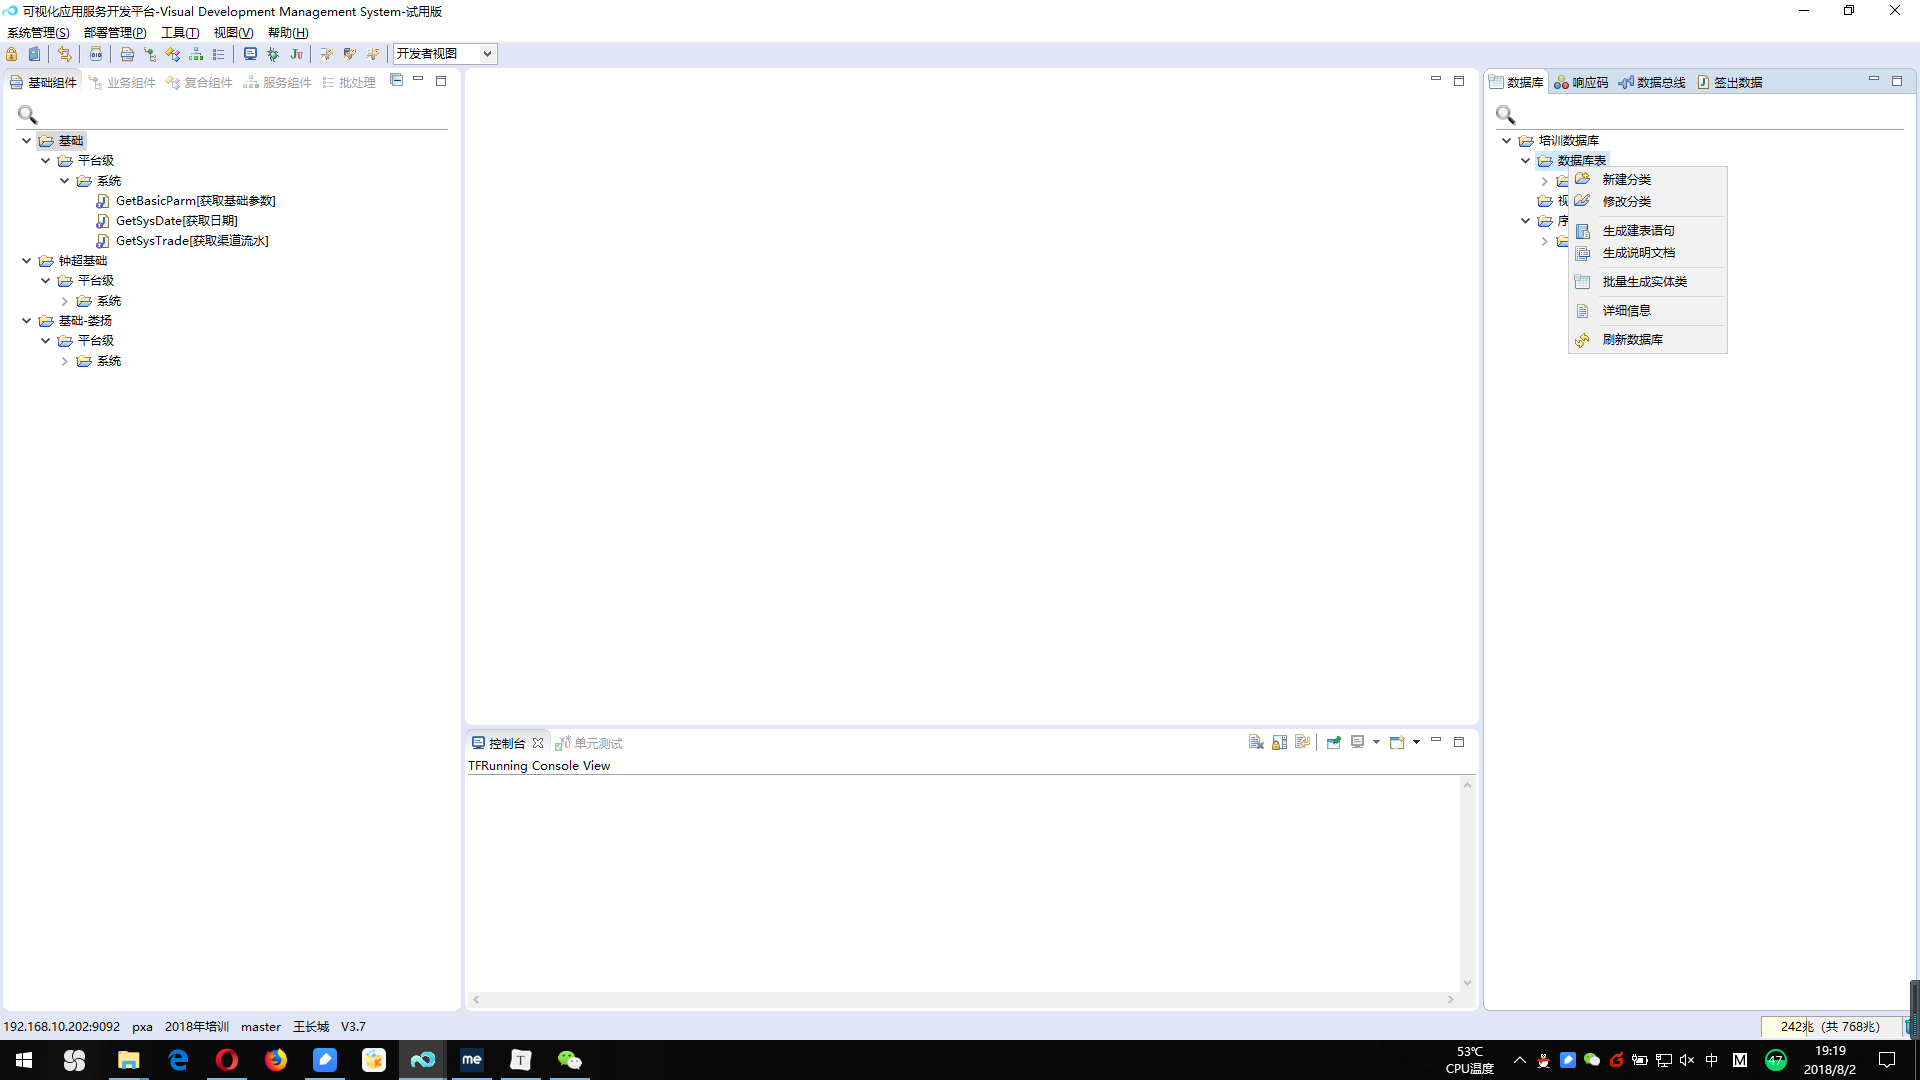 可视化应用服务开发平台-Visual Development Management System-试用版
系统管理(S) 部署管理(P) 工具(T) 视图(V) 帮助(H)
010 Ju 开发者视图
基础组件 业务组件 复合组件 服务组件 批处理
基础
平台级
系统
GetBasicParm[获取基础参数]
GetSysDate[获取日期]
GetSysTrade[获取渠道流水]
钟超基础
平台级
系统
基础-娄扬
平台级
系统
控制台 单元测试
TFRunning Console View
数据库 响应码 数据总线 签出数据
培训数据库
数据库表
视
序
新建分类
修改分类
生成建表语句
生成说明文档
批量生成实体类
详细信息
刷新数据库
192.168.10.202:9092 pxa 2018年培训 master 王长城 V3.7
242兆 (共 768兆)
me T
53℃
CPU温度
中 M 47
19:19
2018/8/2